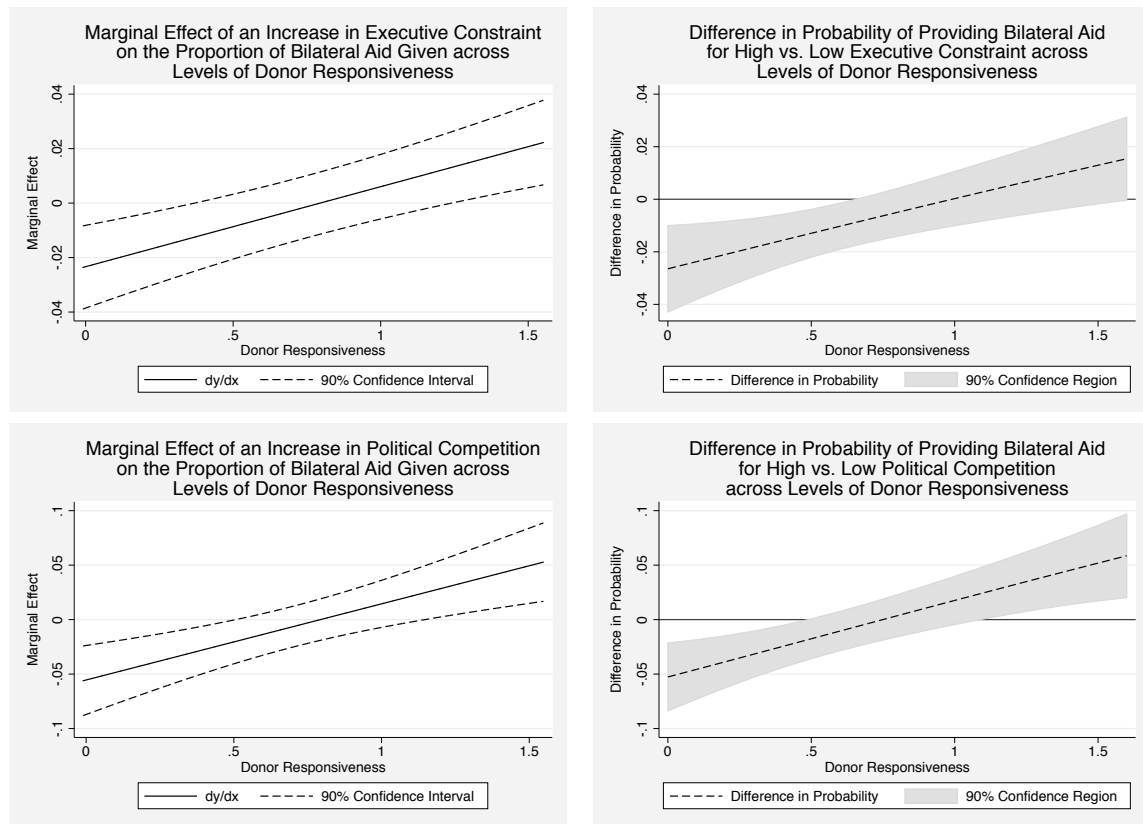 Marginal Effect of an Increase in Executive Constraint
on the Proportion of Bilateral Aid Given across
Levels of Donor Responsiveness
Marginal Effect
.04
.02
0
-.02
-.04
0 .5 1 1.5
Donor Responsiveness
dy/dx 90% Confidence Interval
Difference in Probability of Providing Bilateral Aid
for High vs. Low Executive Constraint across
Levels of Donor Responsiveness
Difference in Probability
.04
.02
0
-.02
-.04
0 .5 1 1.5
Donor Responsiveness
Difference in Probability 90% Confidence Region
Marginal Effect of an Increase in Political Competition
on the Proportion of Bilateral Aid Given across
Levels of Donor Responsiveness
Marginal Effect
.1
.05
0
-.05
-.1
0 .5 1 1.5
Donor Responsiveness
dy/dx 90% Confidence Interval
Difference in Probability of Providing Bilateral Aid
for High vs. Low Political Competition
across Levels of Donor Responsiveness
Difference in Probability
.1
.05
0
-.05
-.1
0 .5 1 1.5
Donor Responsiveness
Difference in Probability 90% Confidence Region